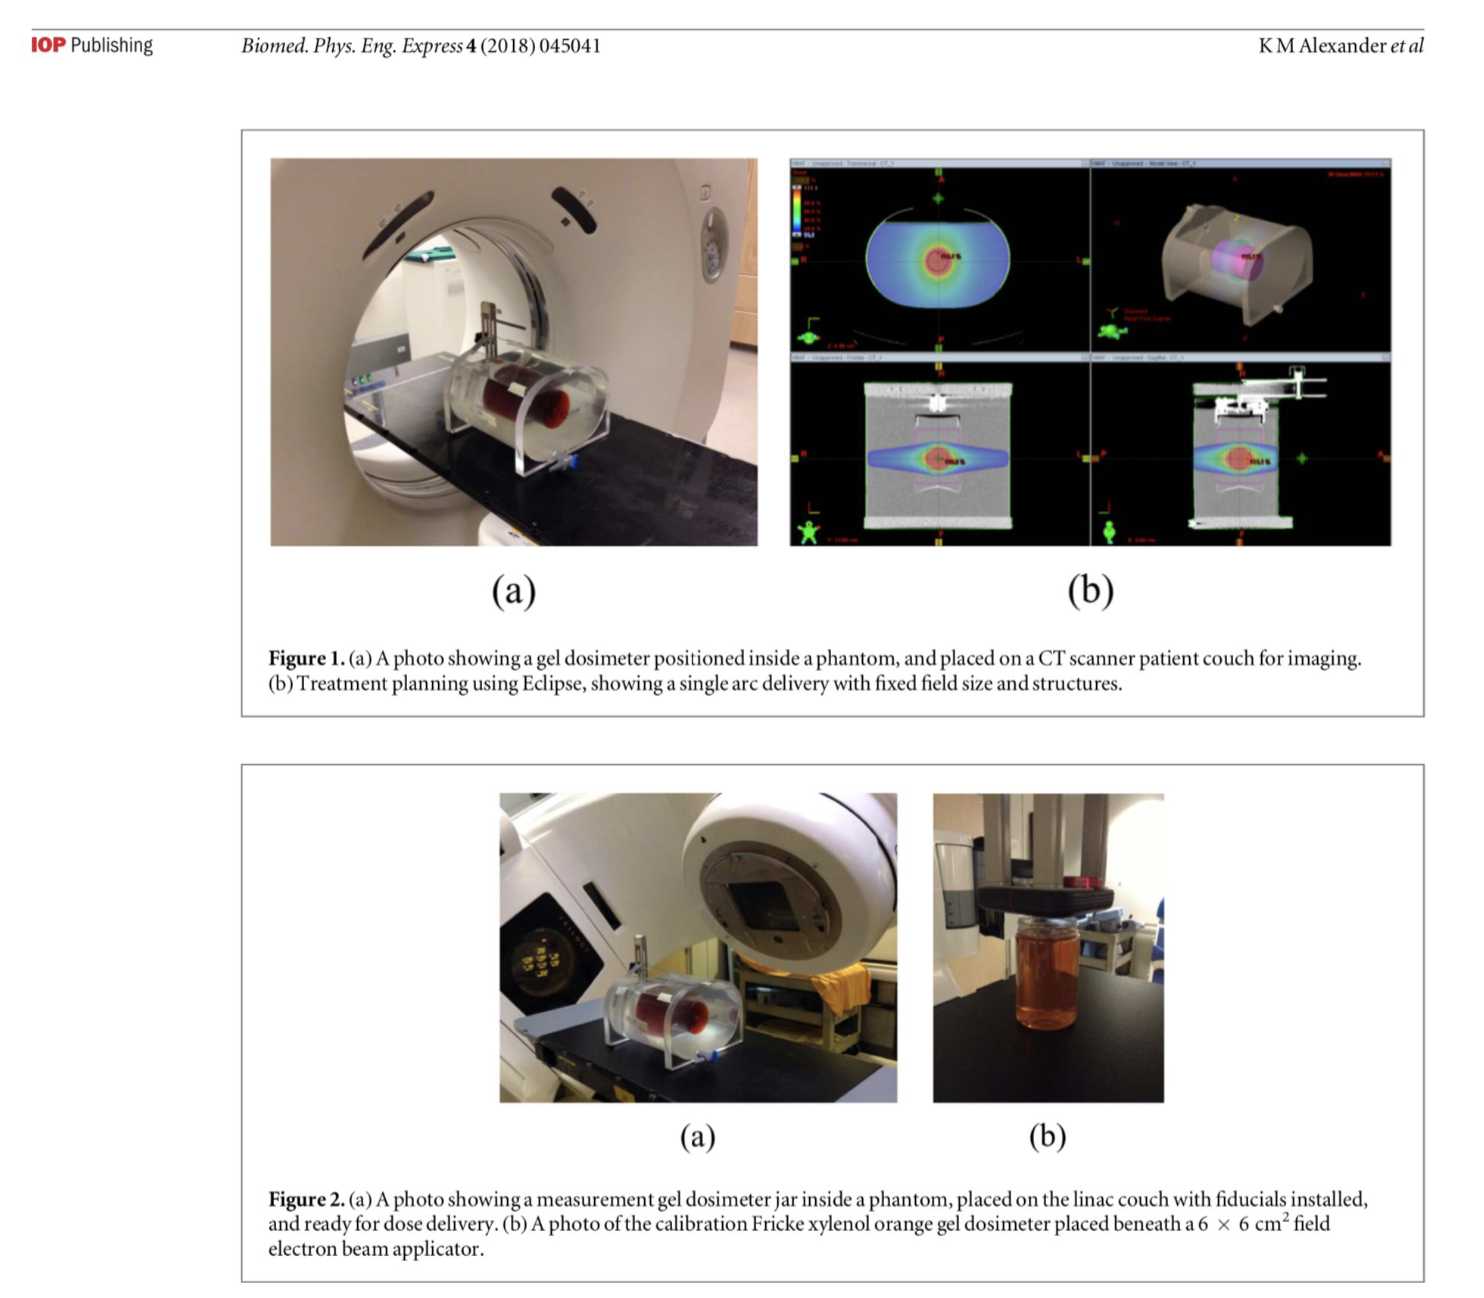 IOP Publishing
Biomed. Phys. Eng. Express 4 (2018) 045041
K M Alexander et al
(a)
(b)
Figure 1. (a) A photo showing a gel dosimeter positioned inside a phantom, and placed on a CT scanner patient couch for imaging.
(b) Treatment planning using Eclipse, showing a single arc delivery with fixed field size and structures.
TRILOGY
(a)
(b)
Figure 2. (a) A photo showing a measurement gel dosimeter jar inside a phantom, placed on the linac couch with fiducials installed,
and ready for dose delivery. (b) A photo of the calibration Fricke xylenol orange gel dosimeter placed beneath a 6 × 6 cm² field
electron beam applicator.